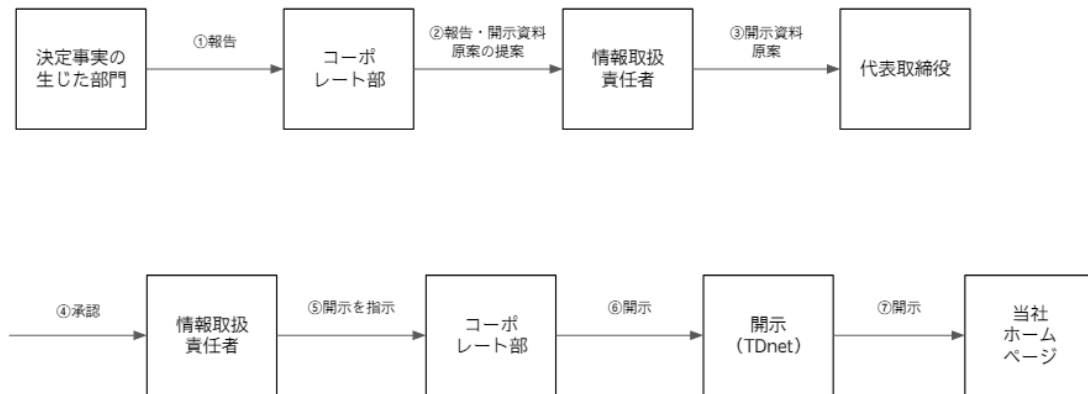 決定事実の
生じた部門
①報告
コーポ
レート部
②報告・開示資料
原案の提案
情報取扱
責任者
③開示資料
原案
代表取締役
④承認
情報取扱
責任者
⑤開示を指示
コーポ
レート部
⑥開示
開示
（TDnet）
⑦開示
当社
ホーム
ページ